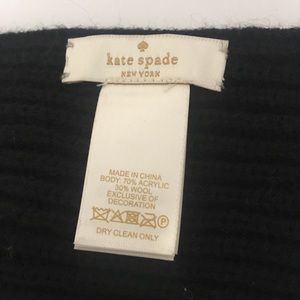 kate spade
NEW YORK
MADE IN CHINA
BODY: 70% ACRYLIC
30% WOOL
EXCLUSIVE OF
DECORATION
P
DRY CLEAN ONLY